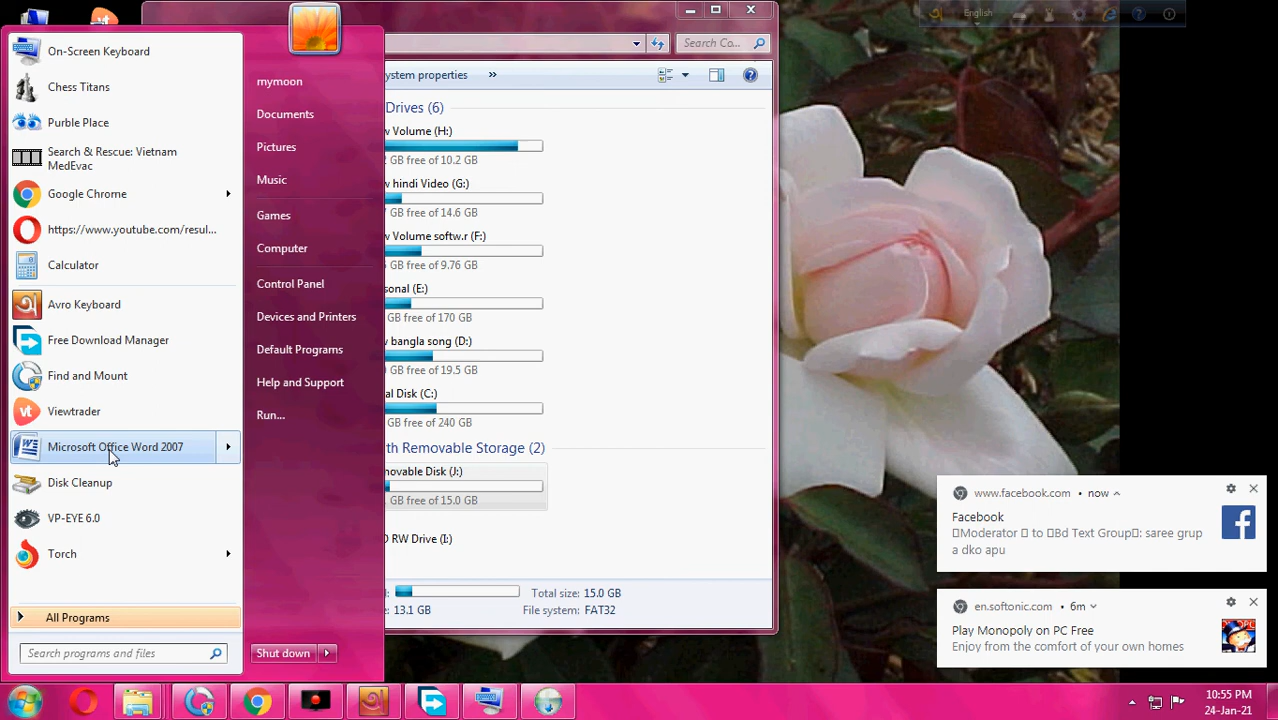 On-Screen Keyboard
Chess Titans
Purble Place
Search & Rescue: Vietnam
MedEvac
Google Chrome
https://www.youtube.com/resul...
Calculator
Avro Keyboard
Free Download Manager
Find and Mount
Viewtrader
Microsoft Office Word 2007
Disk Cleanup
VP-EYE 6.0
Torch
All Programs
Search programs and files
mymoon
Documents
Pictures
Music
Games
Computer
Control Panel
Devices and Printers
Default Programs
Help and Support
Run...
Shut down
Search Co...
ystem properties »
Drives (6)
w Volume (H:)
GB free of 10.2 GB
w hindi Video (G:)
GB free of 14.6 GB
w Volume softw.r (F:)
GB free of 9.76 GB
sonal (E:)
GB free of 170 GB
w bangla song (D:)
GB free of 19.5 GB
al Disk (C:)
GB free of 240 GB
th Removable Storage (2)
movable Disk (J:)
GB free of 15.0 GB
D RW Drive (I:)
Total size: 15.0 GB
13.1 GB File system: FAT32
English
www.facebook.com • now
Facebook
Moderator to Bd Text Group: saree grup
a dko apu
en.softonic.com • 6m
Play Monopoly on PC Free
Enjoy from the comfort of your own homes
10:55 PM
24-Jan-21